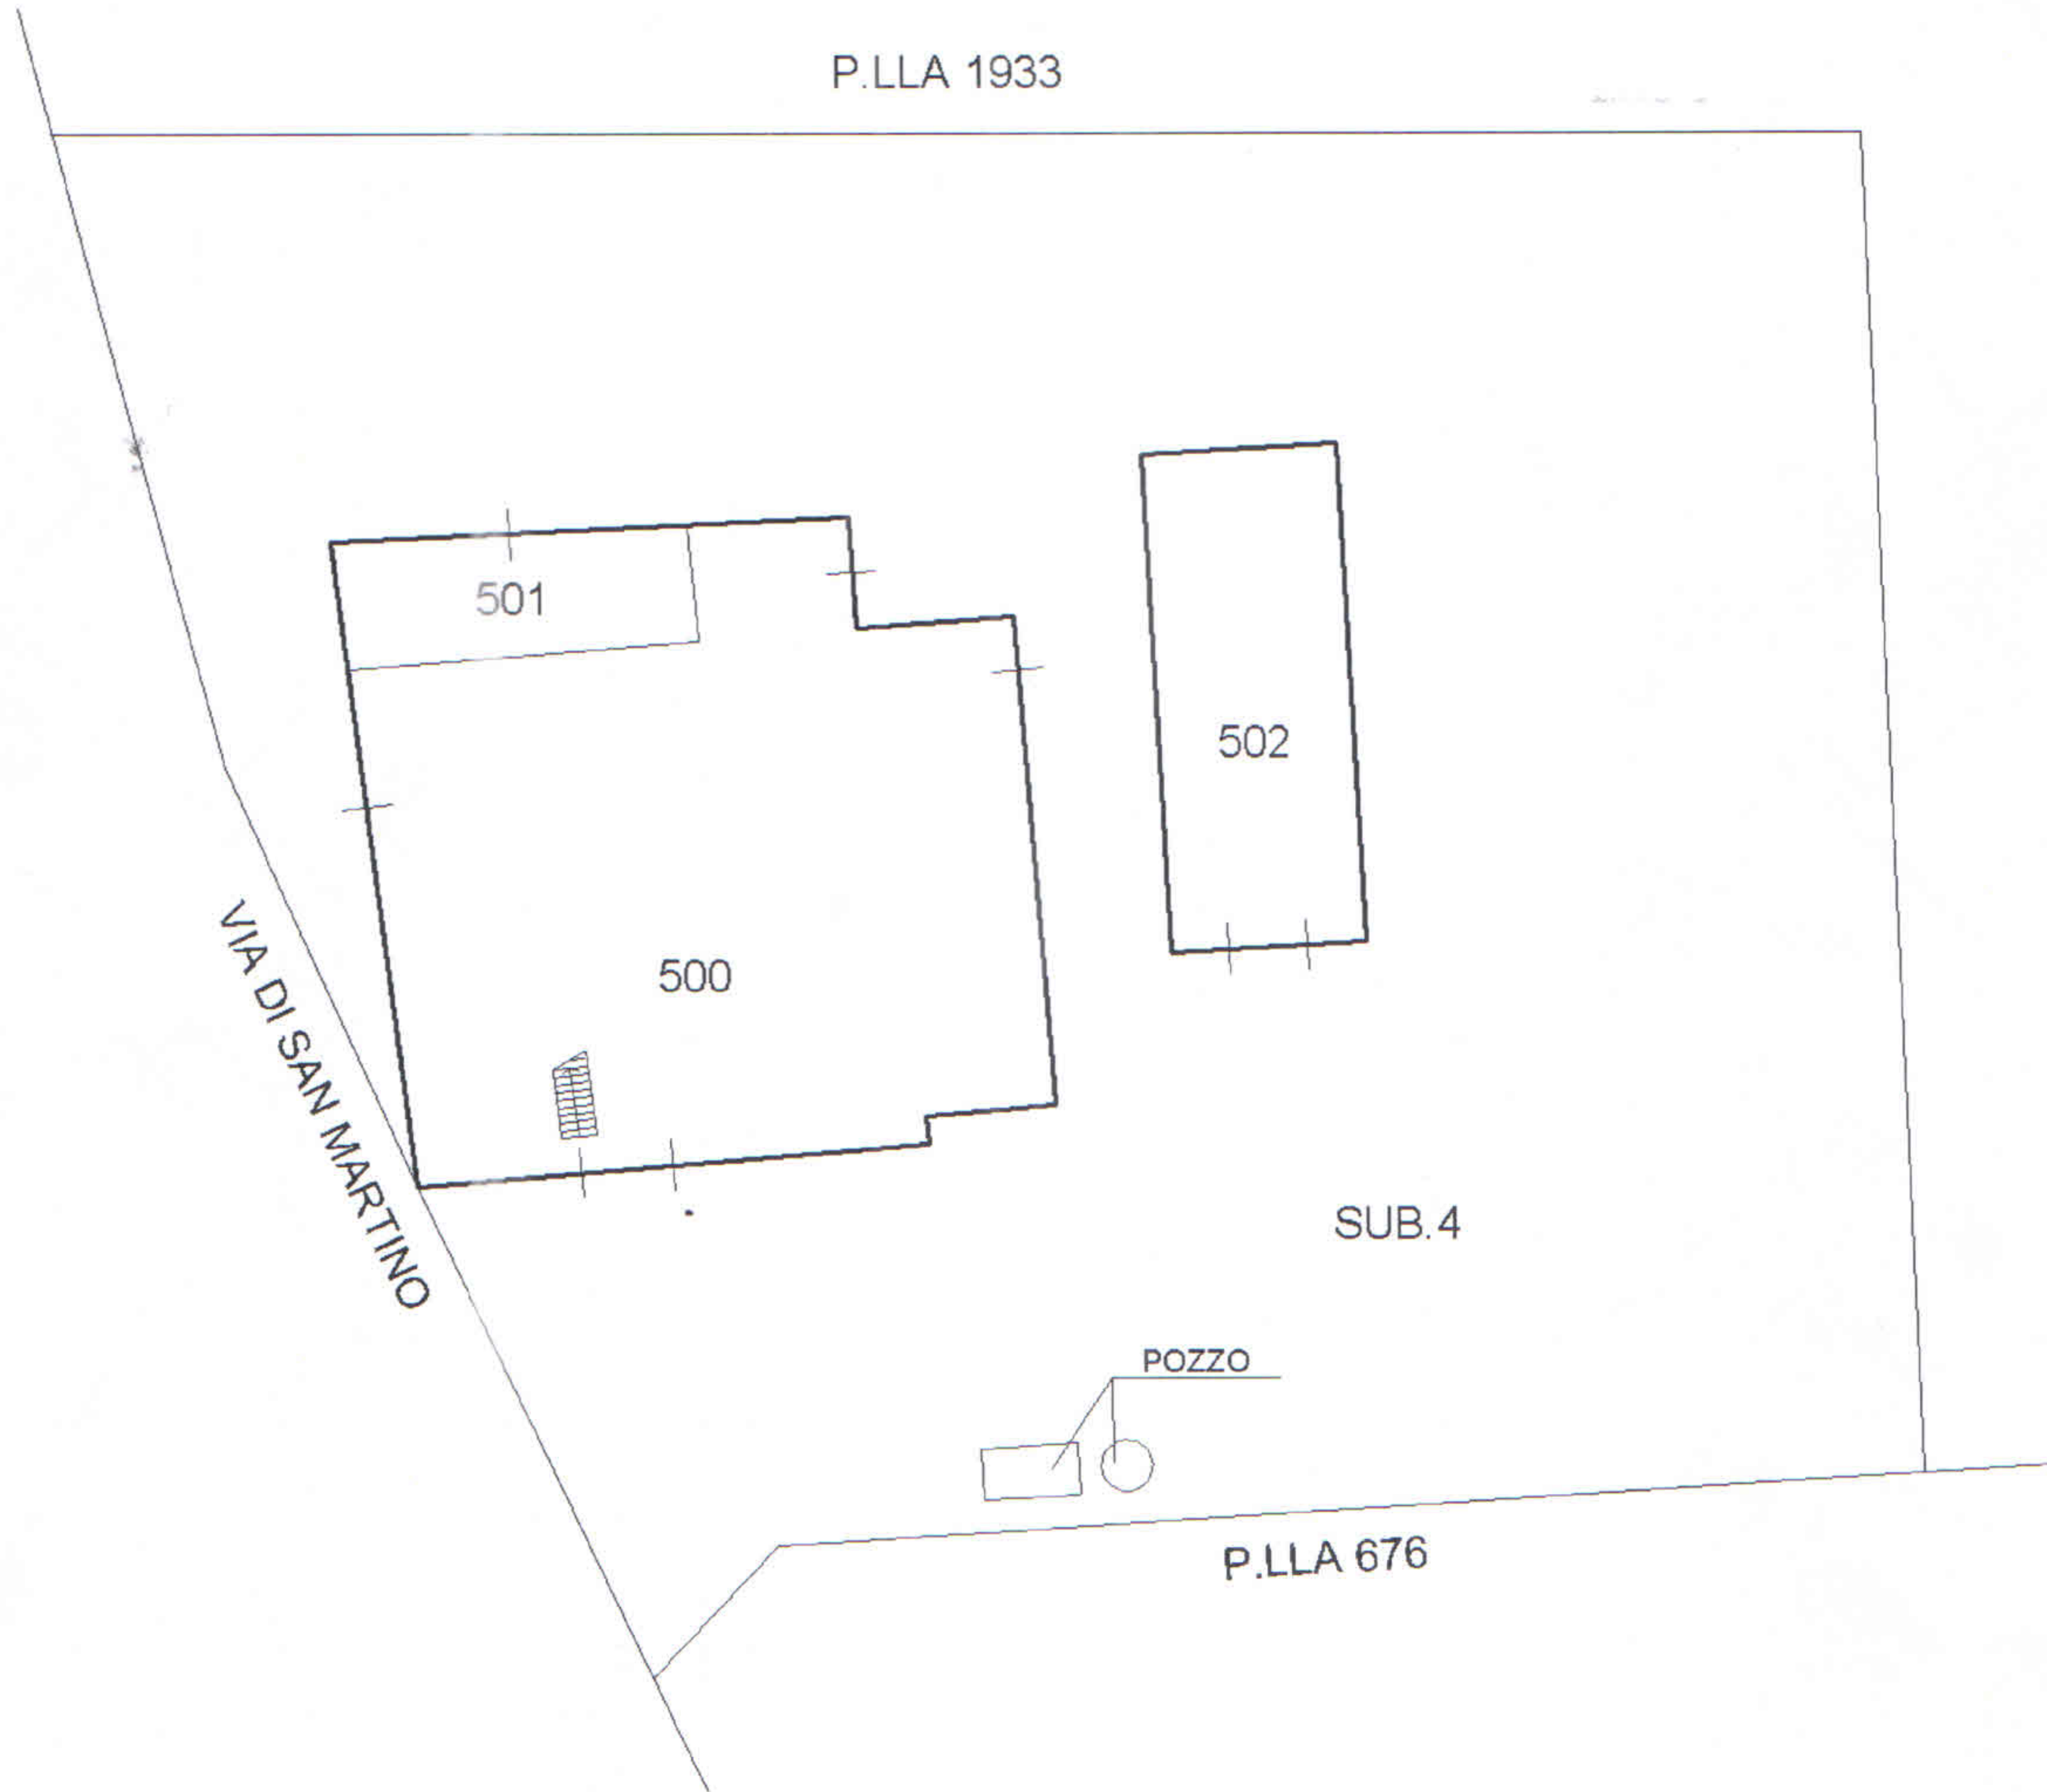 P.LLA 1933
501
502
500
VIA DI SAN MARTINO
SUB.4
POZZO
P.LLA 676